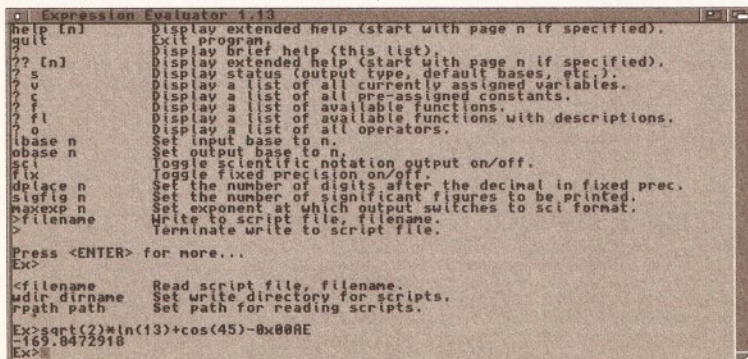 Expression Evaluator 1.13
help [n] Display extended help (start with page n if specified).
quit Exit program.
? Display brief help (this list).
?? [n] Display extended help (start with page n if specified).
? s Display status (output type, default bases, etc.).
? v Display a list of all currently assigned variables.
? c Display a list of all pre-assigned constants.
? f Display a list of available functions.
? fl Display a list of available functions with descriptions.
? o Display a list of all operators.
ibase n Set input base to n.
obase n Set output base to n.
sci Toggle scientific notation output on/off.
fix Toggle fixed precision on/off.
dplace n Set the number of digits after the decimal in fixed prec.
sigfig n Set the number of significant figures to be printed.
maxexp n Set exponent at which output switches to sci format.
>filename Write to script file, filename.
> Terminate write to script file.
Press <ENTER> for more...
Ex>
<filename Read script file, filename.
wdir dirname Set write directory for scripts.
rpath path Set path for reading scripts.
Ex>sqrt(2)*ln(13)+cos(45)-0x00AE
-169.8472918
Ex>